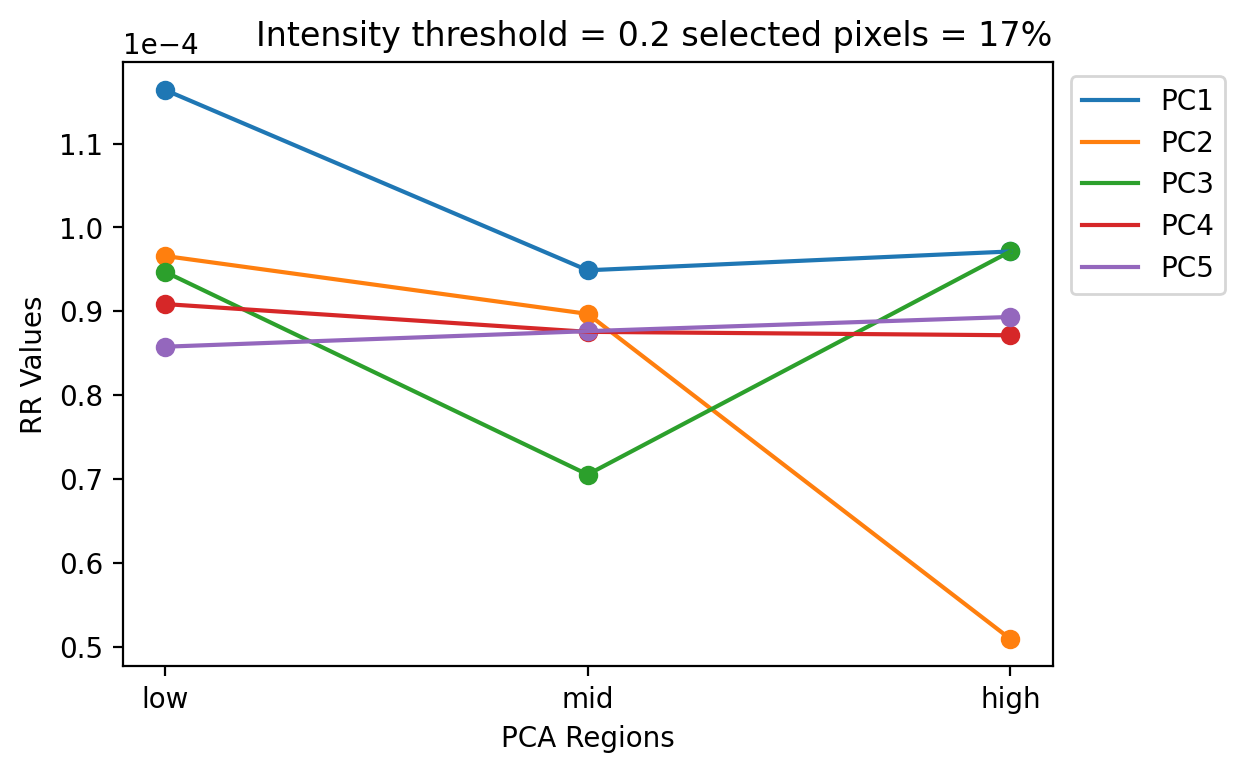 Intensity threshold = 0.2 selected pixels = 17%
1e−4
1.1
1.0
0.9
0.8
0.7
0.6
0.5
RR Values
low mid high
PCA Regions
PC1
PC2
PC3
PC4
PC5